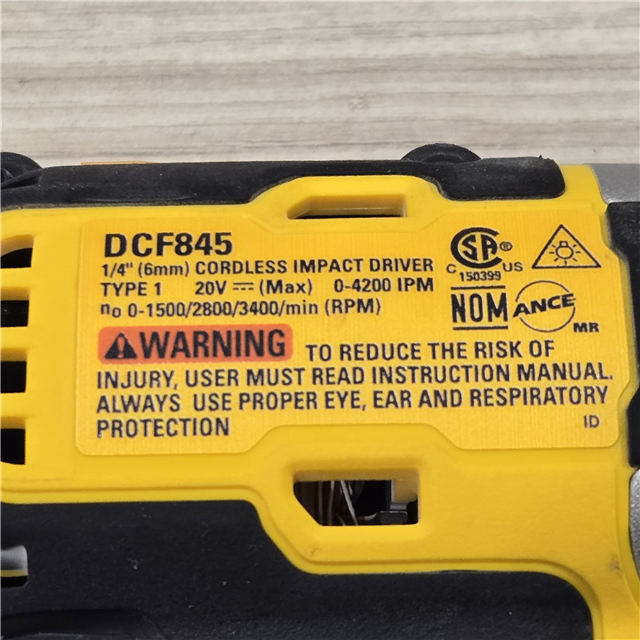 DCF845
1/4" (6mm) CORDLESS IMPACT DRIVER
TYPE 1 20V ⎓ (Max) 0-4200 IPM
n₀ 0-1500/2800/3400/min (RPM)
SA ®
C US
150399
NOM ANCE
MR
WARNING TO REDUCE THE RISK OF
INJURY, USER MUST READ INSTRUCTION MANUAL.
ALWAYS USE PROPER EYE, EAR AND RESPIRATORY
PROTECTION
ID